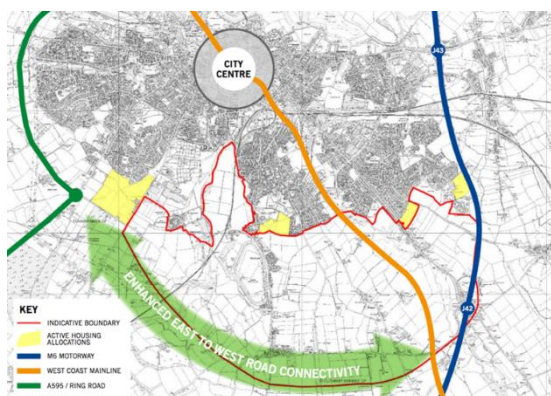 CITY
CENTRE
J43
J42
ENHANCED EAST TO WEST ROAD CONNECTIVITY
KEY
INDICATIVE BOUNDARY
ACTIVE HOUSING
ALLOCATIONS
M6 MOTORWAY
WEST COAST MAINLINE
A595 / RING ROAD